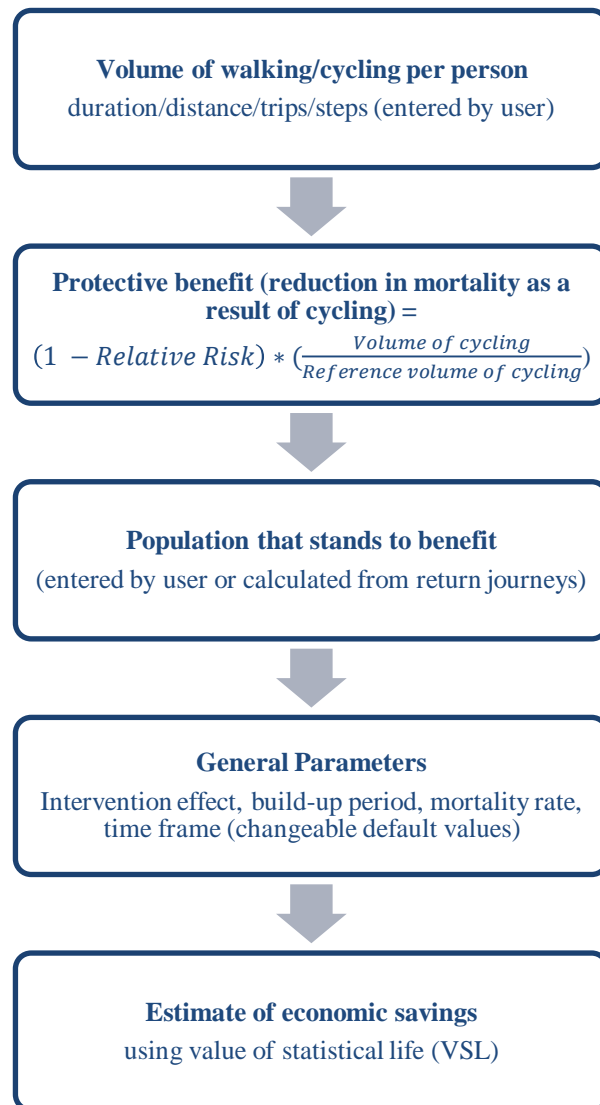 Volume of walking/cycling per person
duration/distance/trips/steps (entered by user)
Protective benefit (reduction in mortality as a
result of cycling) =
(1 − Relative Risk) ∗ (Volume of cycling / Reference volume of cycling)
Population that stands to benefit
(entered by user or calculated from return journeys)
General Parameters
Intervention effect, build-up period, mortality rate,
time frame (changeable default values)
Estimate of economic savings
using value of statistical life (VSL)